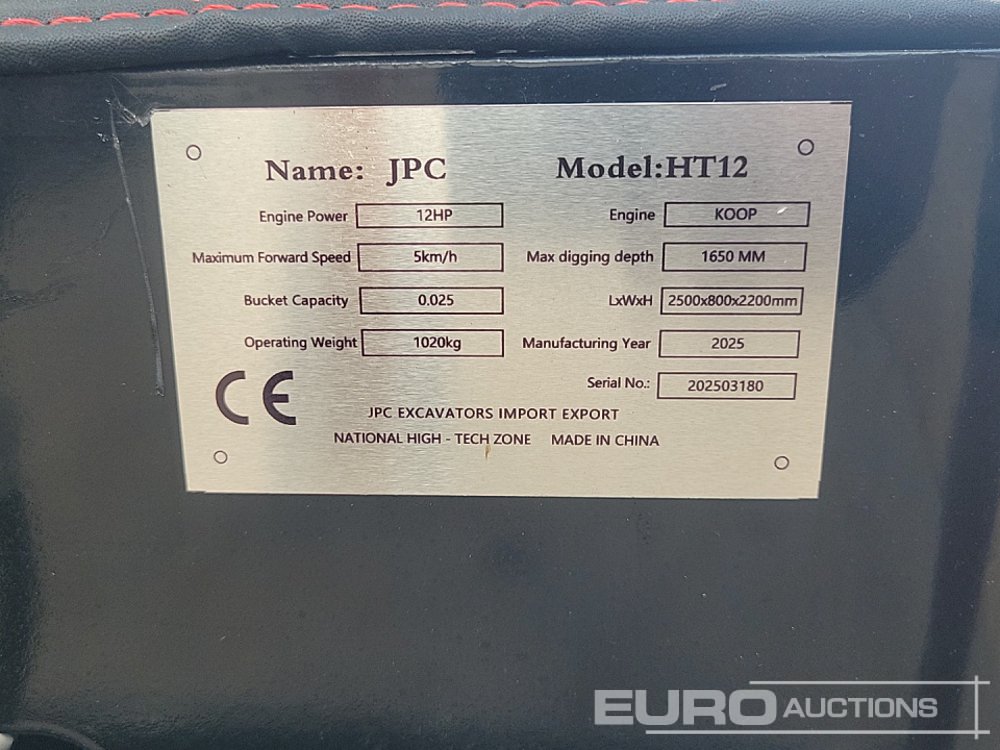 Name: JPC Model:HT12
Engine Power 12HP Engine KOOP
Maximum Forward Speed 5km/h Max digging depth 1650 MM
Bucket Capacity 0.025 LxWxH 2500x800x2200mm
Operating Weight 1020kg Manufacturing Year 2025
Serial No.: 202503180
CE
JPC EXCAVATORS IMPORT EXPORT
NATIONAL HIGH - TECH ZONE MADE IN CHINA
EURO AUCTIONS